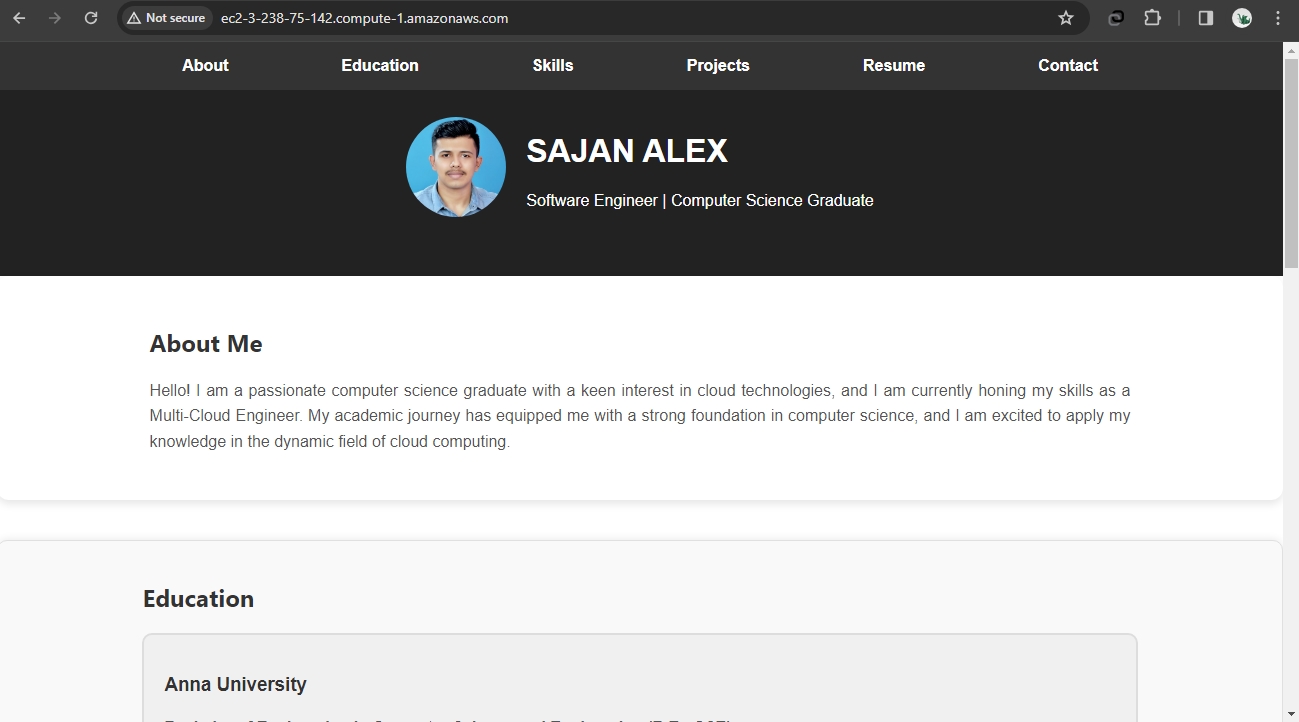 Not secure ec2-3-238-75-142.compute-1.amazonaws.com
About Education Skills Projects Resume Contact
SAJAN ALEX
Software Engineer | Computer Science Graduate
About Me
Hello! I am a passionate computer science graduate with a keen interest in cloud technologies, and I am currently honing my skills as a
Multi-Cloud Engineer. My academic journey has equipped me with a strong foundation in computer science, and I am excited to apply my
knowledge in the dynamic field of cloud computing.
Education
Anna University